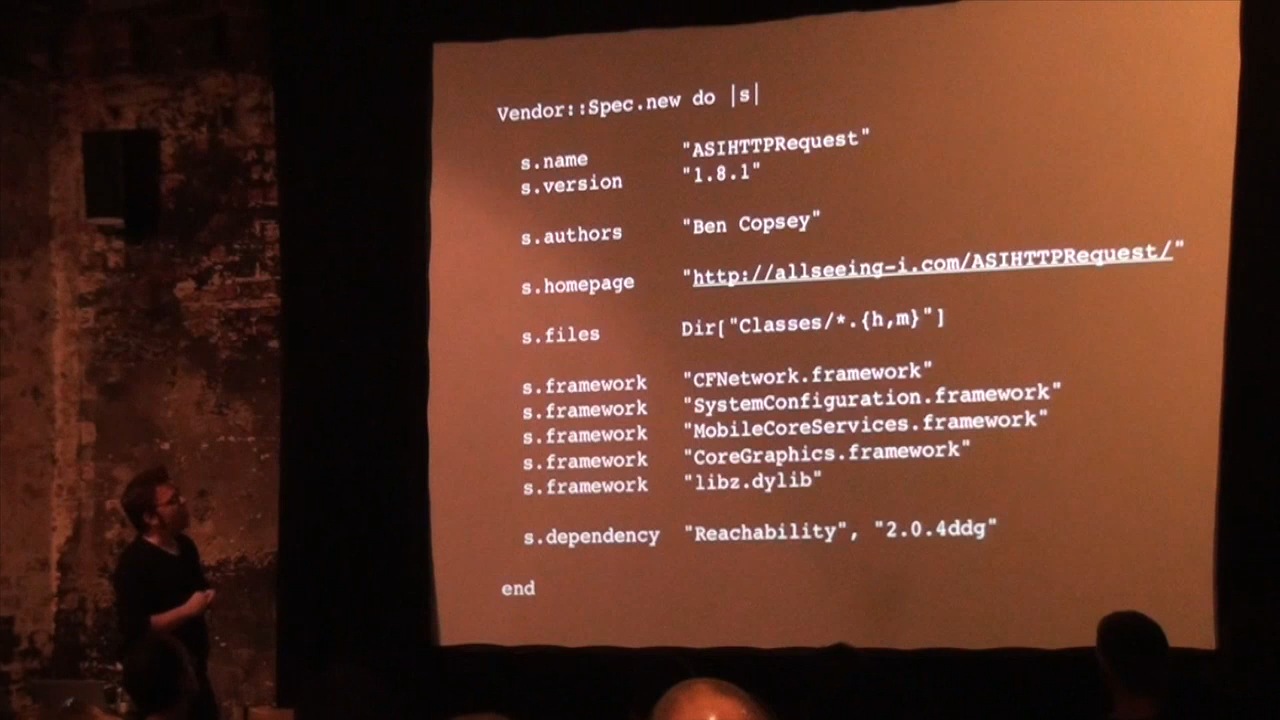 Vendor::Spec.new do |s|
s.name "ASIHTTPRequest"
s.version "1.8.1"
s.authors "Ben Copsey"
s.homepage "http://allseeing-i.com/ASIHTTPRequest/"
s.files Dir["Classes/*.{h,m}"]
s.framework "CFNetwork.framework"
s.framework "SystemConfiguration.framework"
s.framework "MobileCoreServices.framework"
s.framework "CoreGraphics.framework"
s.framework "libz.dylib"
s.dependency "Reachability", "2.0.4ddg"
end